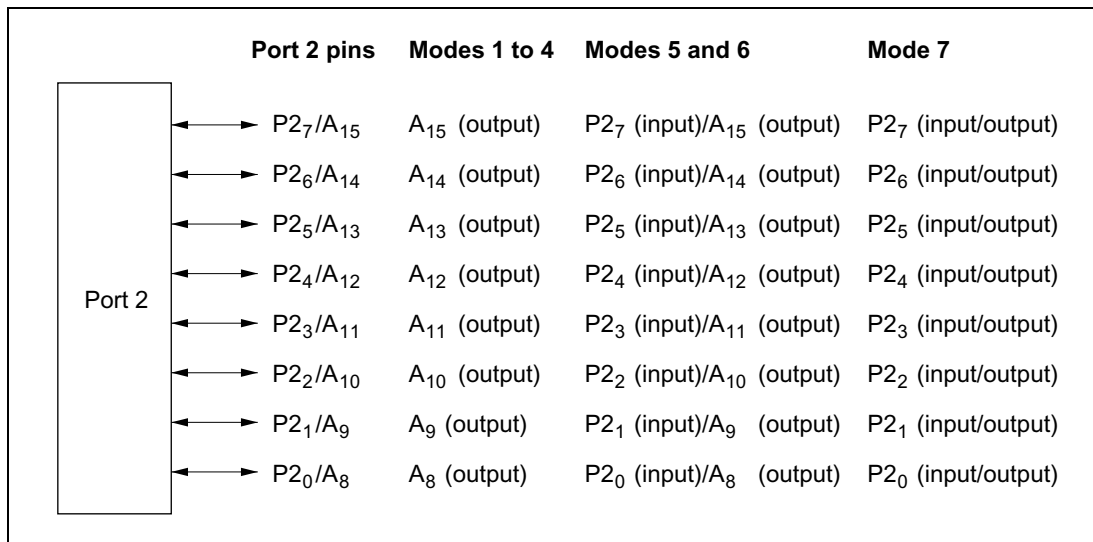 Port 2 pins Modes 1 to 4 Modes 5 and 6 Mode 7
P2₇/A₁₅ A₁₅ (output) P2₇ (input)/A₁₅ (output) P2₇ (input/output)
P2₆/A₁₄ A₁₄ (output) P2₆ (input)/A₁₄ (output) P2₆ (input/output)
P2₅/A₁₃ A₁₃ (output) P2₅ (input)/A₁₃ (output) P2₅ (input/output)
P2₄/A₁₂ A₁₂ (output) P2₄ (input)/A₁₂ (output) P2₄ (input/output)
Port 2
P2₃/A₁₁ A₁₁ (output) P2₃ (input)/A₁₁ (output) P2₃ (input/output)
P2₂/A₁₀ A₁₀ (output) P2₂ (input)/A₁₀ (output) P2₂ (input/output)
P2₁/A₉ A₉ (output) P2₁ (input)/A₉ (output) P2₁ (input/output)
P2₀/A₈ A₈ (output) P2₀ (input)/A₈ (output) P2₀ (input/output)